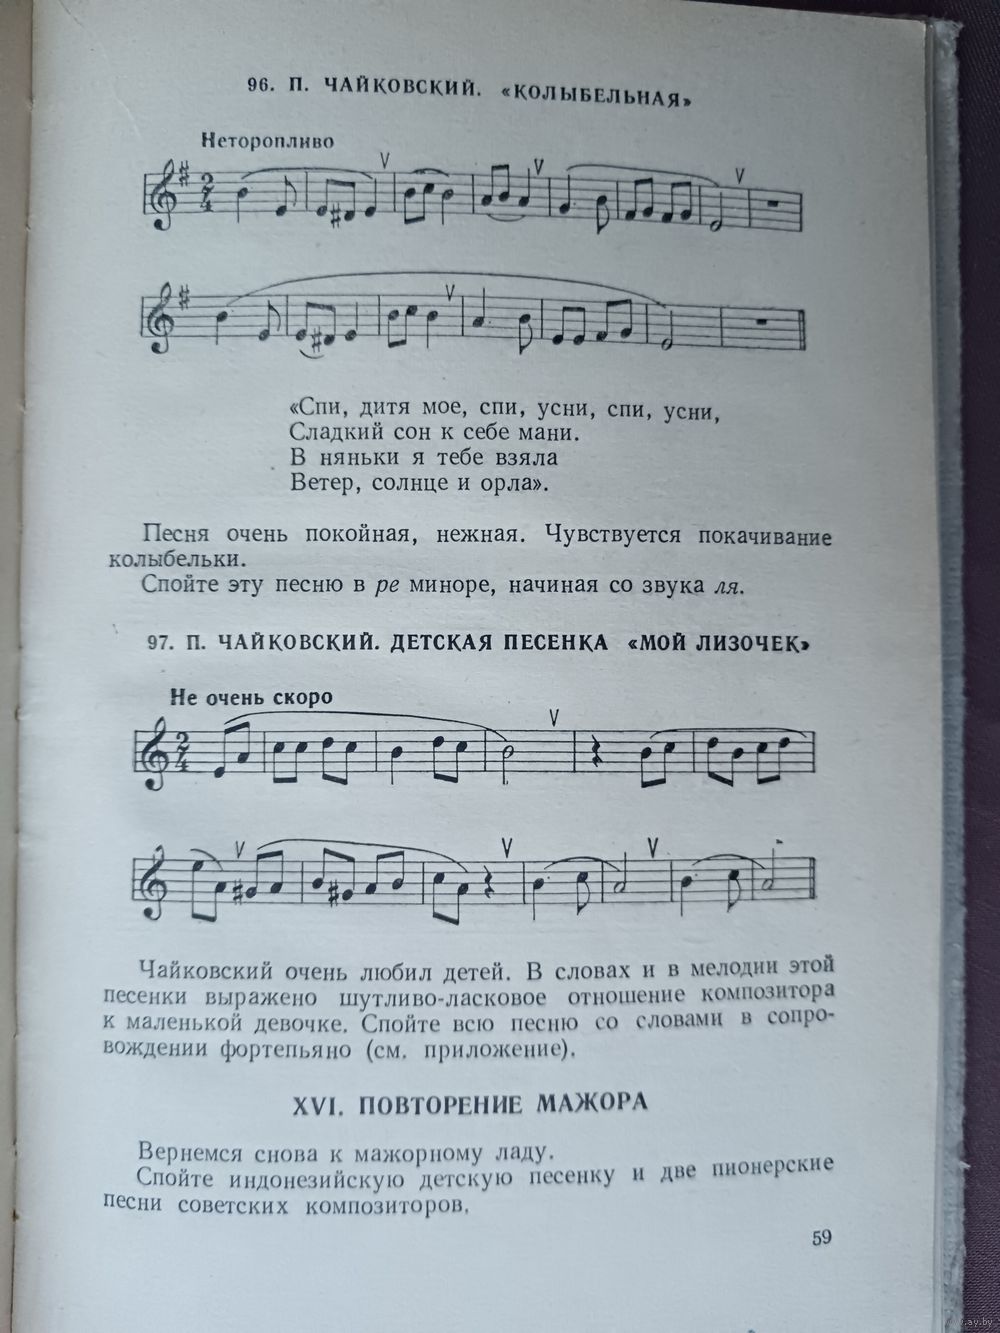 96. П. ЧАЙКОВСКИЙ. «КОЛЫБЕЛЬНАЯ»
Неторопливо
«Спи, дитя мое, спи, усни, спи, усни,
Сладкий сон к себе мани.
В няньки я тебе взяла
Ветер, солнце и орла».
Песня очень покойная, нежная. Чувствуется покачивание
колыбельки.
Спойте эту песню в ре миноре, начиная со звука ля.
97. П. ЧАЙКОВСКИЙ. ДЕТСКАЯ ПЕСЕНКА «МОЙ ЛИЗОЧЕК»
Не очень скоро
Чайковский очень любил детей. В словах и в мелодии этой
песенки выражено шутливо-ласковое отношение композитора
к маленькой девочке. Спойте всю песню со словами в сопро-
вождении фортепьяно (см. приложение).
XVI. ПОВТОРЕНИЕ МАЖОРА
Вернемся снова к мажорному ладу.
Спойте индонезийскую детскую песенку и две пионерские
песни советских композиторов.
59
www.ay.by